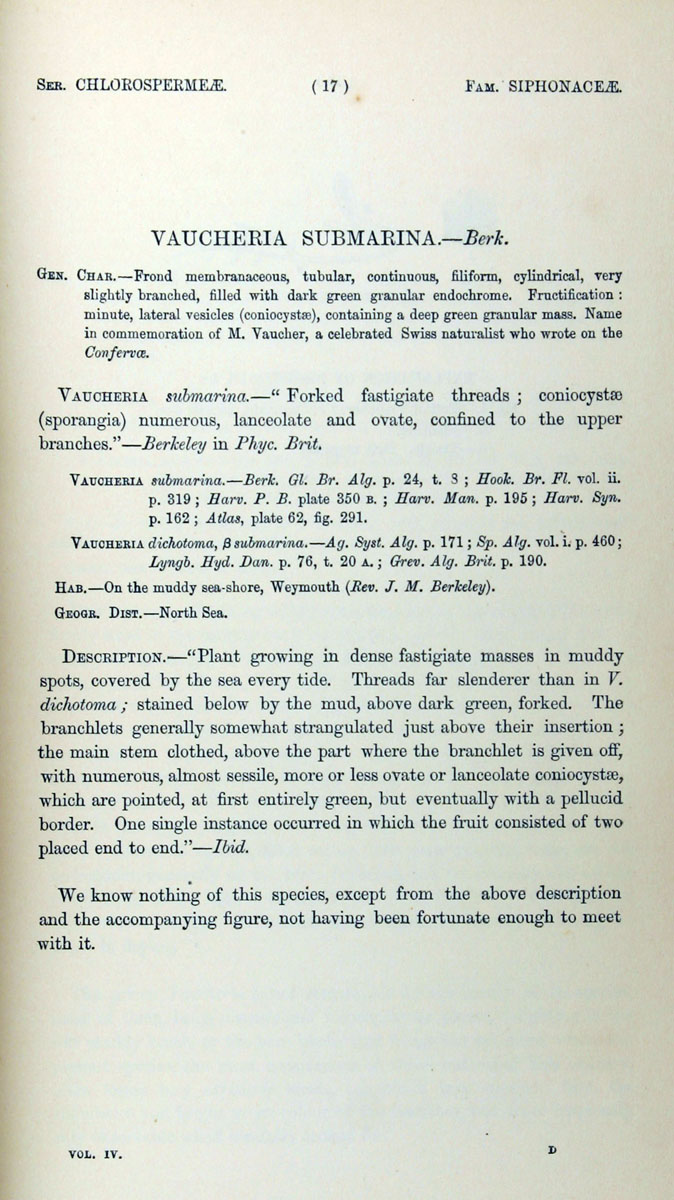 Ser. CHLOROSPERMEÆ. ( 17 ) Fam. SIPHONACEÆ.
VAUCHERIA SUBMARINA.—Berk.
Gen. Char.—Frond membranaceous, tubular, continuous, filiform, cylindrical, very
slightly branched, filled with dark green granular endochrome. Fructification :
minute, lateral vesicles (coniocystæ), containing a deep green granular mass. Name
in commemoration of M. Vaucher, a celebrated Swiss naturalist who wrote on the
Confervæ.
Vaucheria submarina.—“ Forked fastigiate threads ; coniocystæ
(sporangia) numerous, lanceolate and ovate, confined to the upper
branches.”—Berkeley in Phyc. Brit.
Vaucheria submarina.—Berk. Gl. Br. Alg. p. 24, t. 8 ; Hook. Br. Fl. vol. ii.
p. 319 ; Harv. P. B. plate 350 B. ; Harv. Man. p. 195 ; Harv. Syn.
p. 162 ; Atlas, plate 62, fig. 291.
Vaucheria dichotoma, β submarina.—Ag. Syst. Alg. p. 171 ; Sp. Alg. vol. i. p. 460 ;
Lyngb. Hyd. Dan. p. 76, t. 20 A. ; Grev. Alg. Brit. p. 190.
Hab.—On the muddy sea-shore, Weymouth (Rev. J. M. Berkeley).
Geogr. Dist.—North Sea.
Description.—“Plant growing in dense fastigiate masses in muddy
spots, covered by the sea every tide. Threads far slenderer than in V.
dichotoma ; stained below by the mud, above dark green, forked. The
branchlets generally somewhat strangulated just above their insertion ;
the main stem clothed, above the part where the branchlet is given off,
with numerous, almost sessile, more or less ovate or lanceolate coniocystæ,
which are pointed, at first entirely green, but eventually with a pellucid
border. One single instance occurred in which the fruit consisted of two
placed end to end.”—Ibid.
We know nothing of this species, except from the above description
and the accompanying figure, not having been fortunate enough to meet
with it.
VOL. IV. D